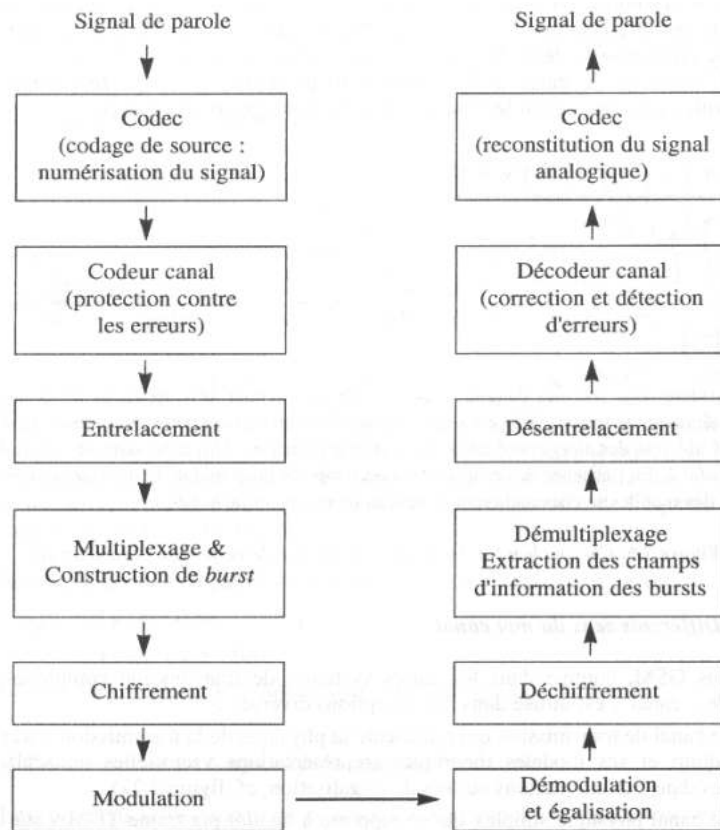 Signal de parole
Codec
(codage de source :
numérisation du signal)
Codeur canal
(protection contre
les erreurs)
Entrelacement
Multiplexage &
Construction de burst
Chiffrement
Modulation
Signal de parole
Codec
(reconstitution du signal
analogique)
Décodeur canal
(correction et détection
d'erreurs)
Désentrelacement
Démultiplexage
Extraction des champs
d'information des bursts
Déchiffrement
Démodulation
et égalisation